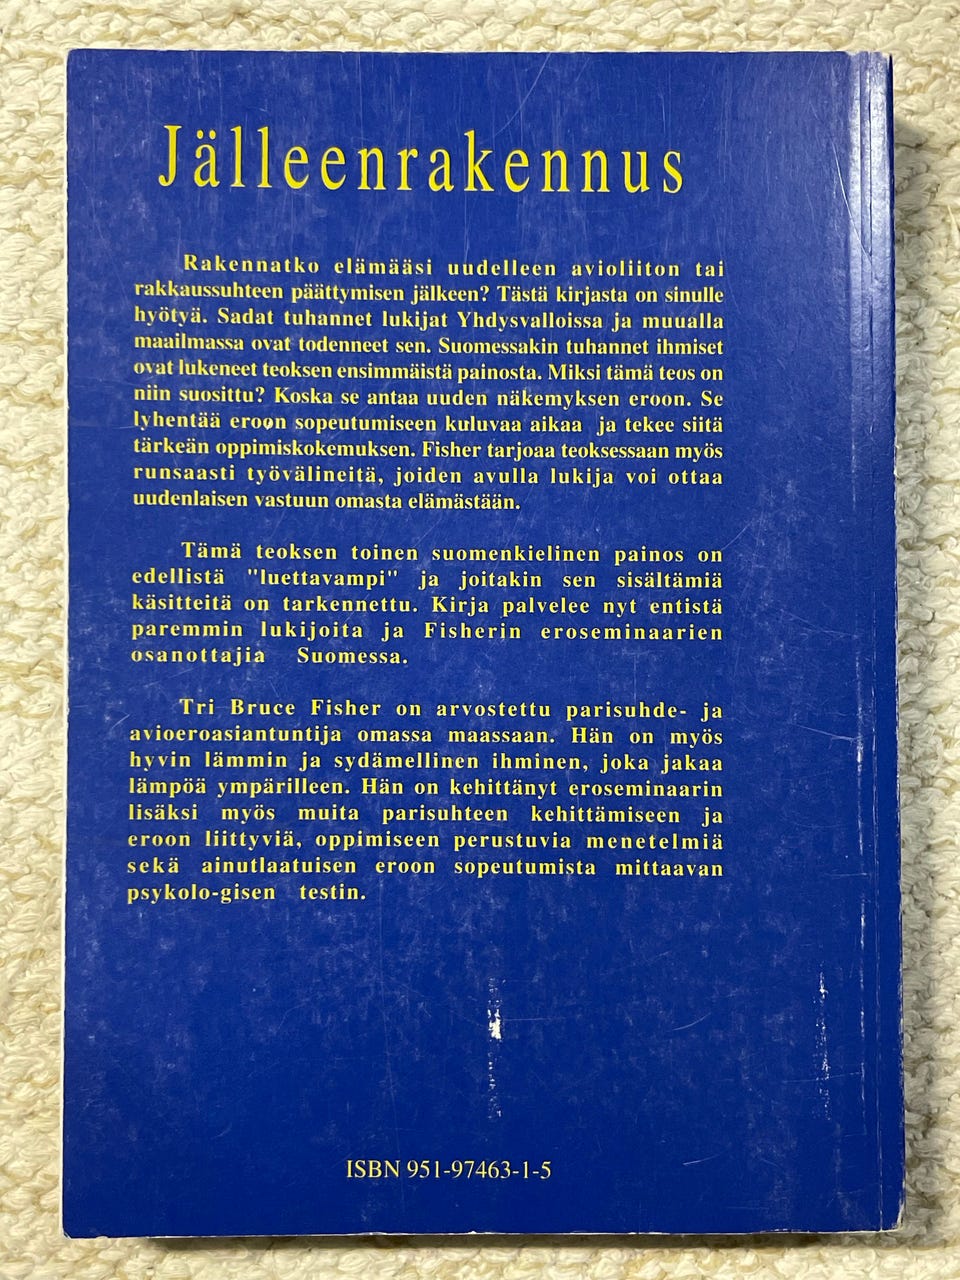 Jälleenrakennus
Rakennatko elämääsi uudelleen avioliiton tai
rakkaussuhteen päättymisen jälkeen? Tästä kirjasta on sinulle
hyötyä. Sadat tuhannet lukijat Yhdysvalloissa ja muualla
maailmassa ovat todenneet sen. Suomessakin tuhannet ihmiset
ovat lukeneet teoksen ensimmäistä painosta. Miksi tämä teos on
niin suosittu? Koska se antaa uuden näkemyksen eroon. Se
lyhentää eroon sopeutumiseen kuluvaa aikaa ja tekee siitä
tärkeän oppimiskokemuksen. Fisher tarjoaa teoksessaan myös
runsaasti työvälineitä, joiden avulla lukija voi ottaa
uudenlaisen vastuun omasta elämästään.
Tämä teoksen toinen suomenkielinen painos on
edellistä "luettavampi" ja joitakin sen sisältämiä
käsitteitä on tarkennettu. Kirja palvelee nyt entistä
paremmin lukijoita ja Fisherin eroseminaarien
osanottajia Suomessa.
Tri Bruce Fisher on arvostettu parisuhde- ja
avioeroasiantuntija omassa maassaan. Hän on myös
hyvin lämmin ja sydämellinen ihminen, joka jakaa
lämpöä ympärilleen. Hän on kehittänyt eroseminaarin
lisäksi myös muita parisuhteen kehittämiseen ja
eroon liittyviä, oppimiseen perustuvia menetelmiä
sekä ainutlaatuisen eroon sopeutumista mittaavan
psykolo-gisen testin.
ISBN 951-97463-1-5